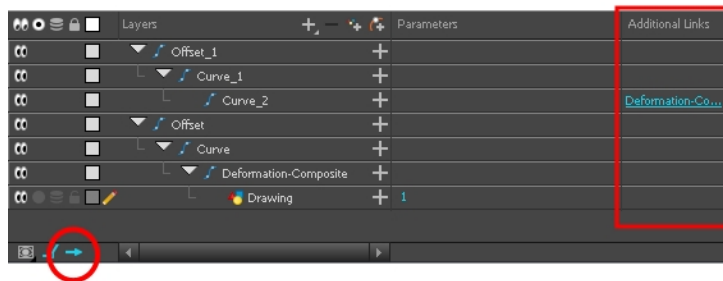 Layers Parameters Additional Links
Offset_1
Curve_1
Curve_2 Deformation-Co...
Offset
Curve
Deformation-Composite
Drawing 1